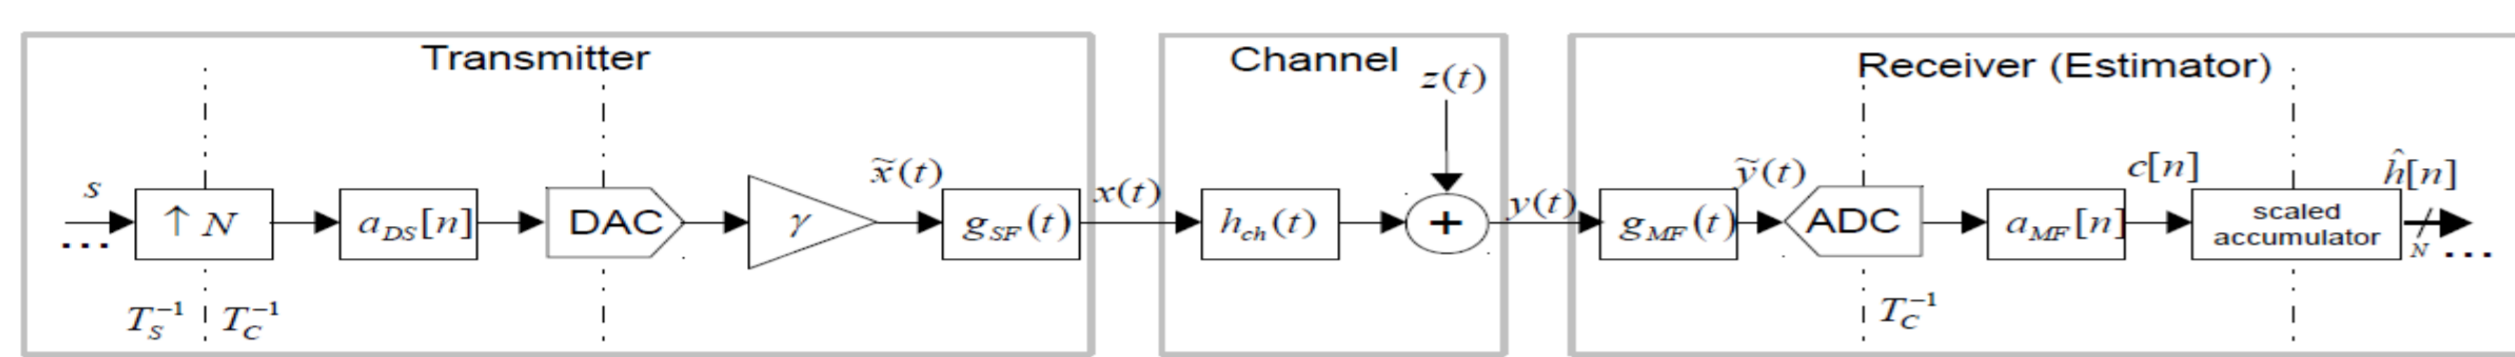 Transmitter
Channel
Receiver (Estimator)
z(t)
s
x̃(t)
x(t)
y(t)
ỹ(t)
c[n]
ĥ[n]
↑ N
a_DS[n]
DAC
γ
g_SF(t)
h_ch(t)
+
g_MF(t)
ADC
a_MF[n]
scaled
accumulator
N
...
...
T_S^-1
T_C^-1
T_C^-1